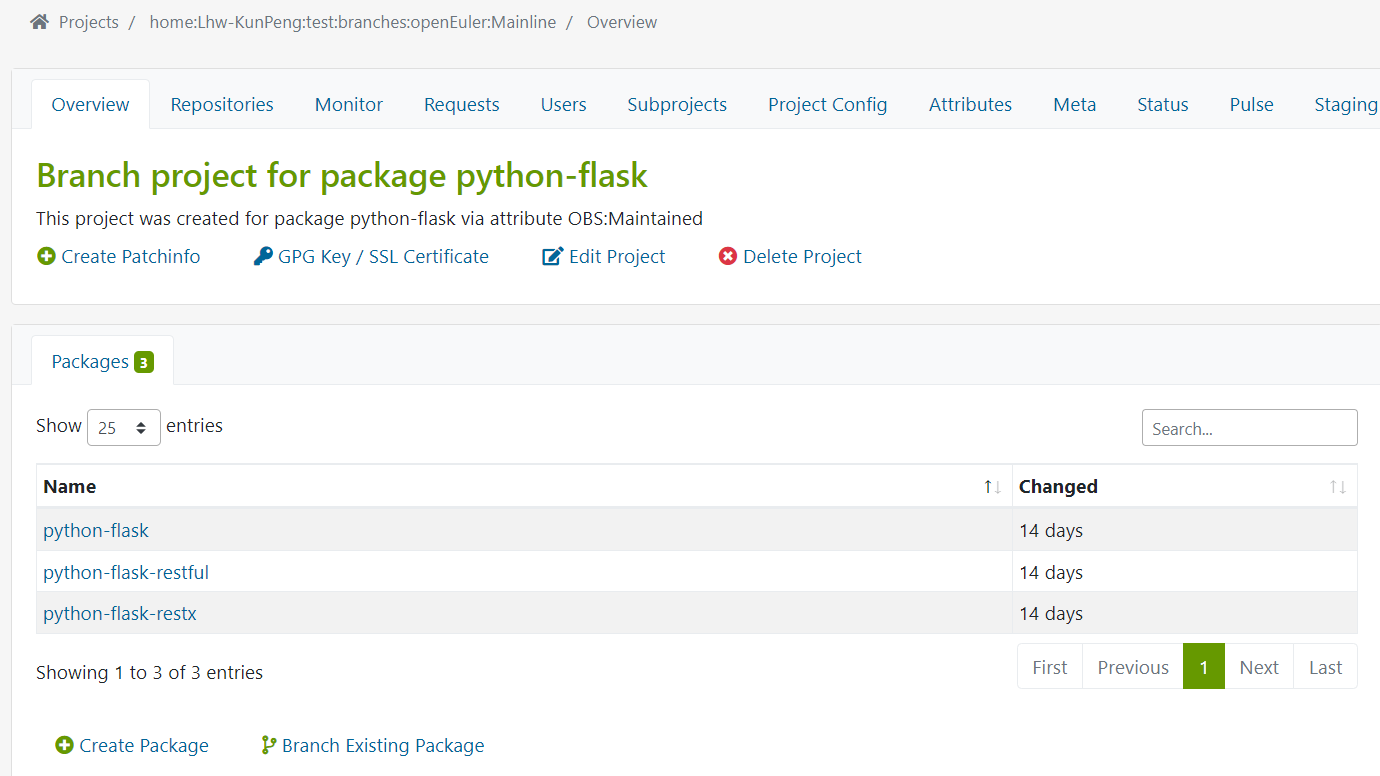 Projects / home:Lhw-KunPeng:test:branches:openEuler:Mainline / Overview
Overview Repositories Monitor Requests Users Subprojects Project Config Attributes Meta Status Pulse Staging
Branch project for package python-flask
This project was created for package python-flask via attribute OBS:Maintained
Create Patchinfo GPG Key / SSL Certificate Edit Project Delete Project
Packages 3
Show 25 entries Search...
Name Changed
python-flask 14 days
python-flask-restful 14 days
python-flask-restx 14 days
Showing 1 to 3 of 3 entries First Previous 1 Next Last
Create Package Branch Existing Package